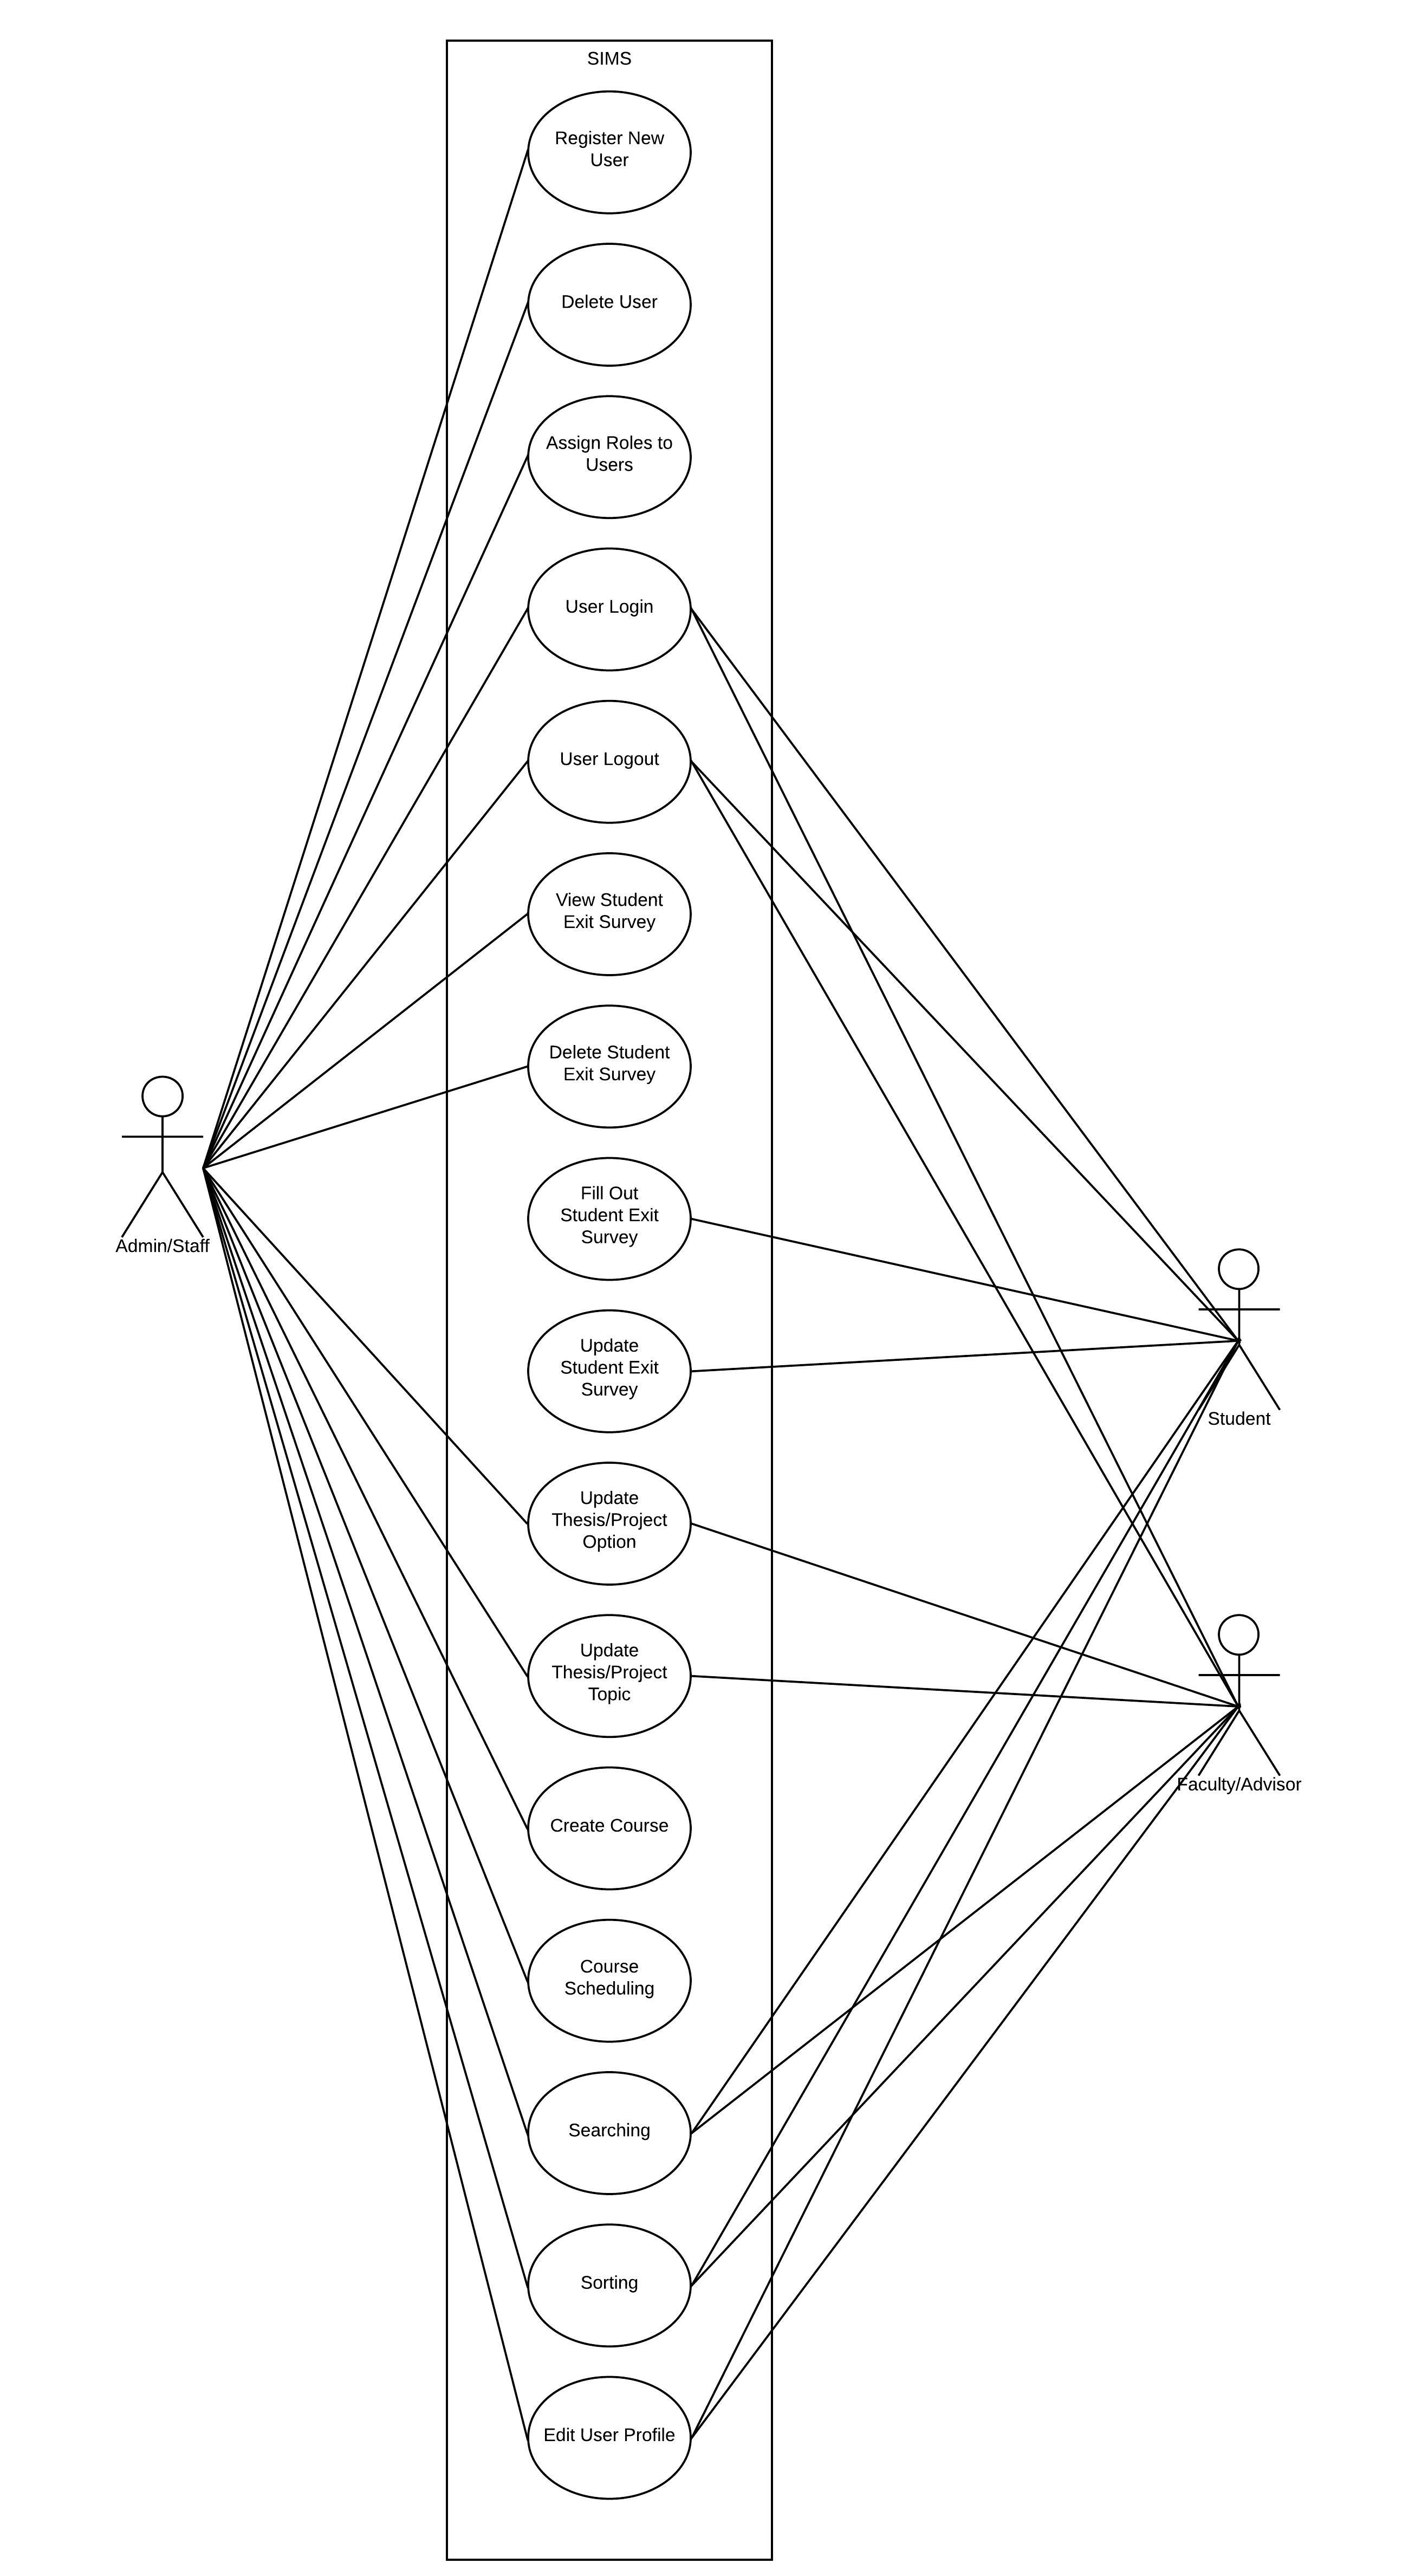 SIMS
Register New
User
Delete User
Assign Roles to
Users
User Login
User Logout
View Student
Exit Survey
Delete Student
Exit Survey
Admin/Staff
Fill Out
Student Exit
Survey
Update
Student Exit
Survey
Student
Update
Thesis/Project
Option
Update
Thesis/Project
Topic
Faculty/Advisor
Create Course
Course
Scheduling
Searching
Sorting
Edit User Profile